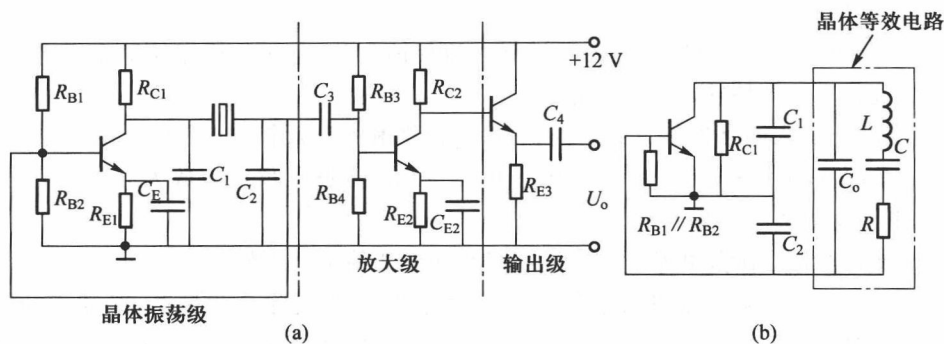 +12 V
R_B1
R_C1
C_3
R_B3
R_C2
C_4
R_B2
C_E
R_E1
C_1
C_2
R_B4
R_E2
C_E2
R_E3
U_o
晶体振荡级
放大级
输出级
(a)
晶体等效电路
R_C1
C_1
C_o
L
C
R
R_B1 // R_B2
C_2
(b)